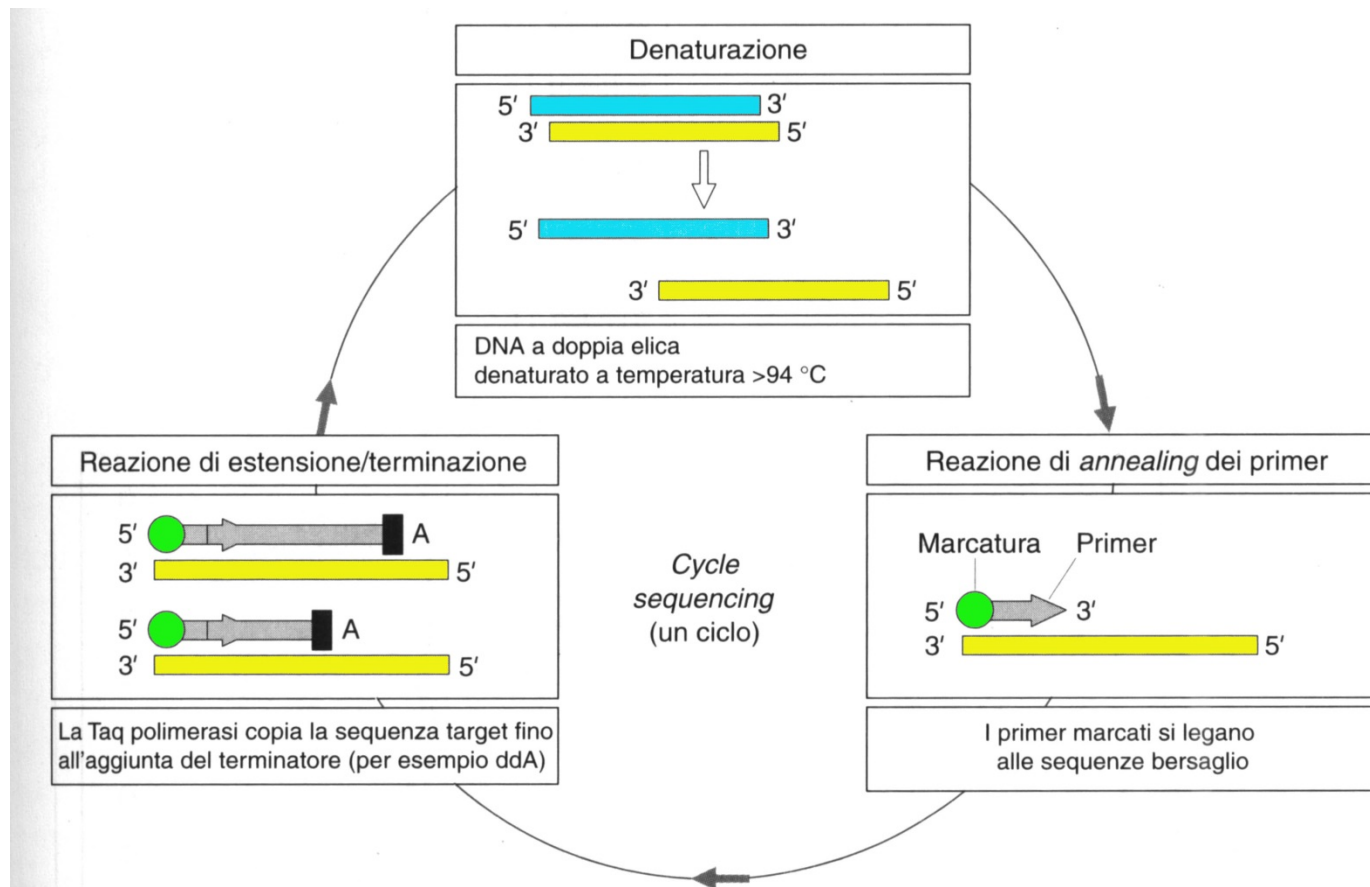 Denaturazione
5′ 3′
3′ 5′
5′ 3′
3′ 5′
DNA a doppia elica
denaturato a temperatura >94 °C
Reazione di annealing dei primer
Marcatura Primer
5′ 3′
3′ 5′
I primer marcati si legano
alle sequenze bersaglio
Cycle
sequencing
(un ciclo)
Reazione di estensione/terminazione
5′ A
3′ 5′
5′ A
3′ 5′
La Taq polimerasi copia la sequenza target fino
all'aggiunta del terminatore (per esempio ddA)